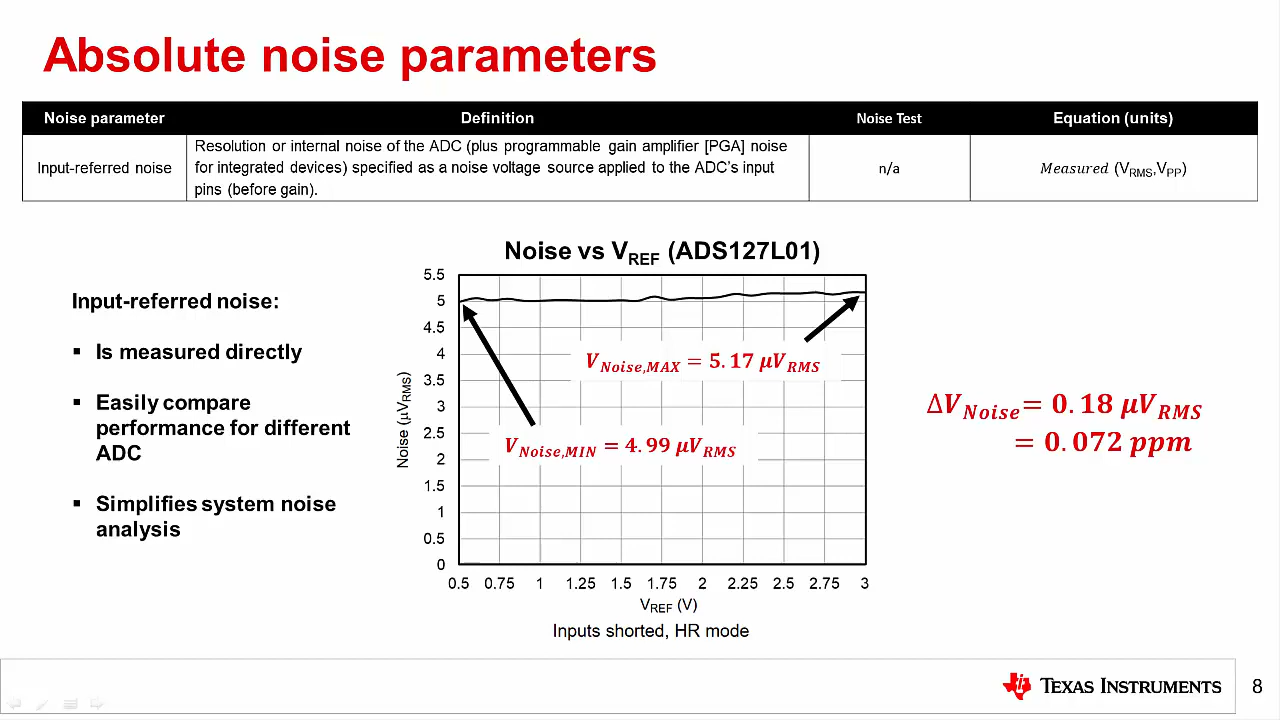 Absolute noise parameters
Noise parameter Definition Noise Test Equation (units)
Input-referred noise
Resolution or internal noise of the ADC (plus programmable gain amplifier [PGA] noise
for integrated devices) specified as a noise voltage source applied to the ADC's input
pins (before gain).
n/a
Measured (VRMS,VPP)
Input-referred noise:
▪ Is measured directly
▪ Easily compare
performance for different
ADC
▪ Simplifies system noise
analysis
Noise vs VREF (ADS127L01)
Noise (µVRMS)
5.5
5
4.5
4
3.5
3
2.5
2
1.5
1
0.5
0
VNoise,MAX = 5.17 µVRMS
VNoise,MIN = 4.99 µVRMS
0.5 0.75 1 1.25 1.5 1.75 2 2.25 2.5 2.75 3
VREF (V)
Inputs shorted, HR mode
ΔVNoise= 0.18 µVRMS
= 0.072 ppm
TEXAS INSTRUMENTS
8